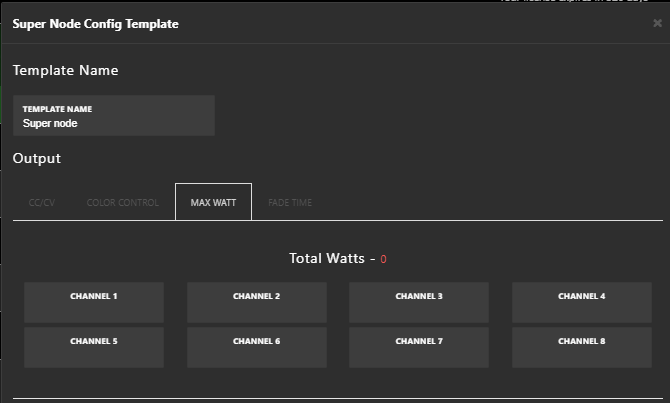 Super Node Config Template
×
Template Name
TEMPLATE NAME
Super node
Output
CC/CV COLOR CONTROL MAX WATT FADE TIME
Total Watts - 0
CHANNEL 1 CHANNEL 2 CHANNEL 3 CHANNEL 4
CHANNEL 5 CHANNEL 6 CHANNEL 7 CHANNEL 8